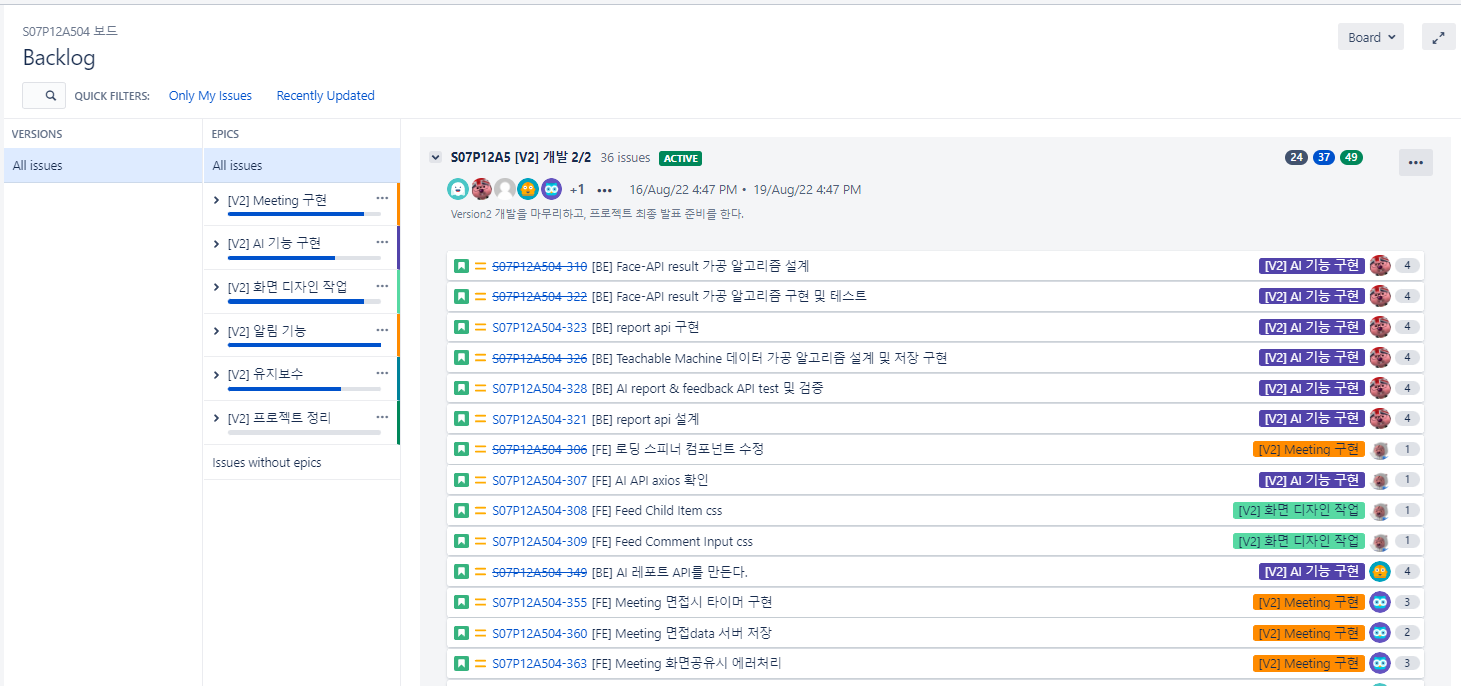 S07P12A504 보드
Backlog
Board
QUICK FILTERS: Only My Issues Recently Updated
VERSIONS
All issues
EPICS
All issues
[V2] Meeting 구현
[V2] AI 기능 구현
[V2] 화면 디자인 작업
[V2] 알림 기능
[V2] 유지보수
[V2] 프로젝트 정리
Issues without epics
S07P12A5 [V2] 개발 2/2 36 issues ACTIVE 24 37 49
+1 16/Aug/22 4:47 PM • 19/Aug/22 4:47 PM
Version2 개발을 마무리하고, 프로젝트 최종 발표 준비를 한다.
S07P12A504-310 [BE] Face-API result 가공 알고리즘 설계 [V2] AI 기능 구현 4
S07P12A504-322 [BE] Face-API result 가공 알고리즘 구현 및 테스트 [V2] AI 기능 구현 4
S07P12A504-323 [BE] report api 구현 [V2] AI 기능 구현 4
S07P12A504-326 [BE] Teachable Machine 데이터 가공 알고리즘 설계 및 저장 구현 [V2] AI 기능 구현 4
S07P12A504-328 [BE] AI report & feedback API test 및 검증 [V2] AI 기능 구현 4
S07P12A504-321 [BE] report api 설계 [V2] AI 기능 구현 4
S07P12A504-306 [FE] 로딩 스피너 컴포넌트 수정 [V2] Meeting 구현 1
S07P12A504-307 [FE] AI API axios 확인 [V2] AI 기능 구현 1
S07P12A504-308 [FE] Feed Child Item css [V2] 화면 디자인 작업 1
S07P12A504-309 [FE] Feed Comment Input css [V2] 화면 디자인 작업 1
S07P12A504-349 [BE] AI 레포트 API를 만든다. [V2] AI 기능 구현 4
S07P12A504-355 [FE] Meeting 면접시 타이머 구현 [V2] Meeting 구현 3
S07P12A504-360 [FE] Meeting 면접data 서버 저장 [V2] Meeting 구현 2
S07P12A504-363 [FE] Meeting 화면공유시 에러처리 [V2] Meeting 구현 3